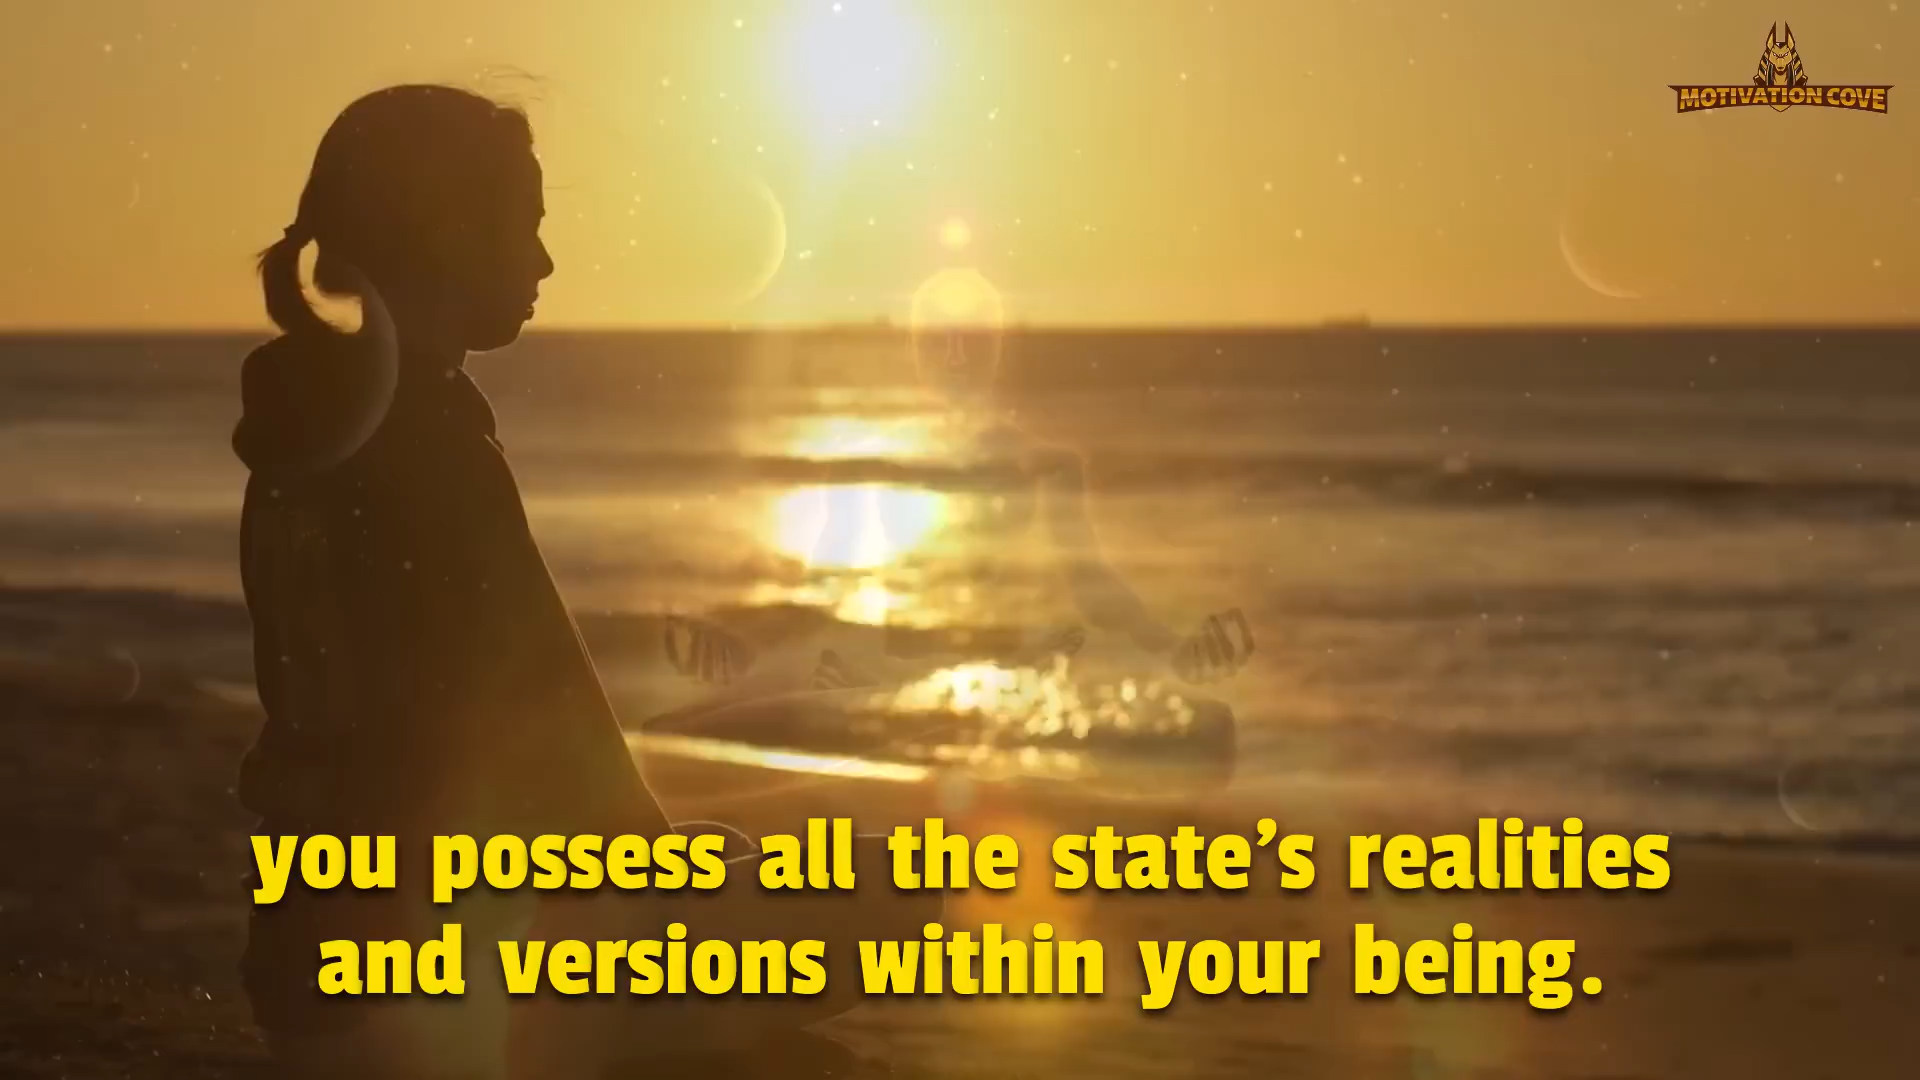 MOTIVATION COVE
you possess all the state’s realities
and versions within your being.